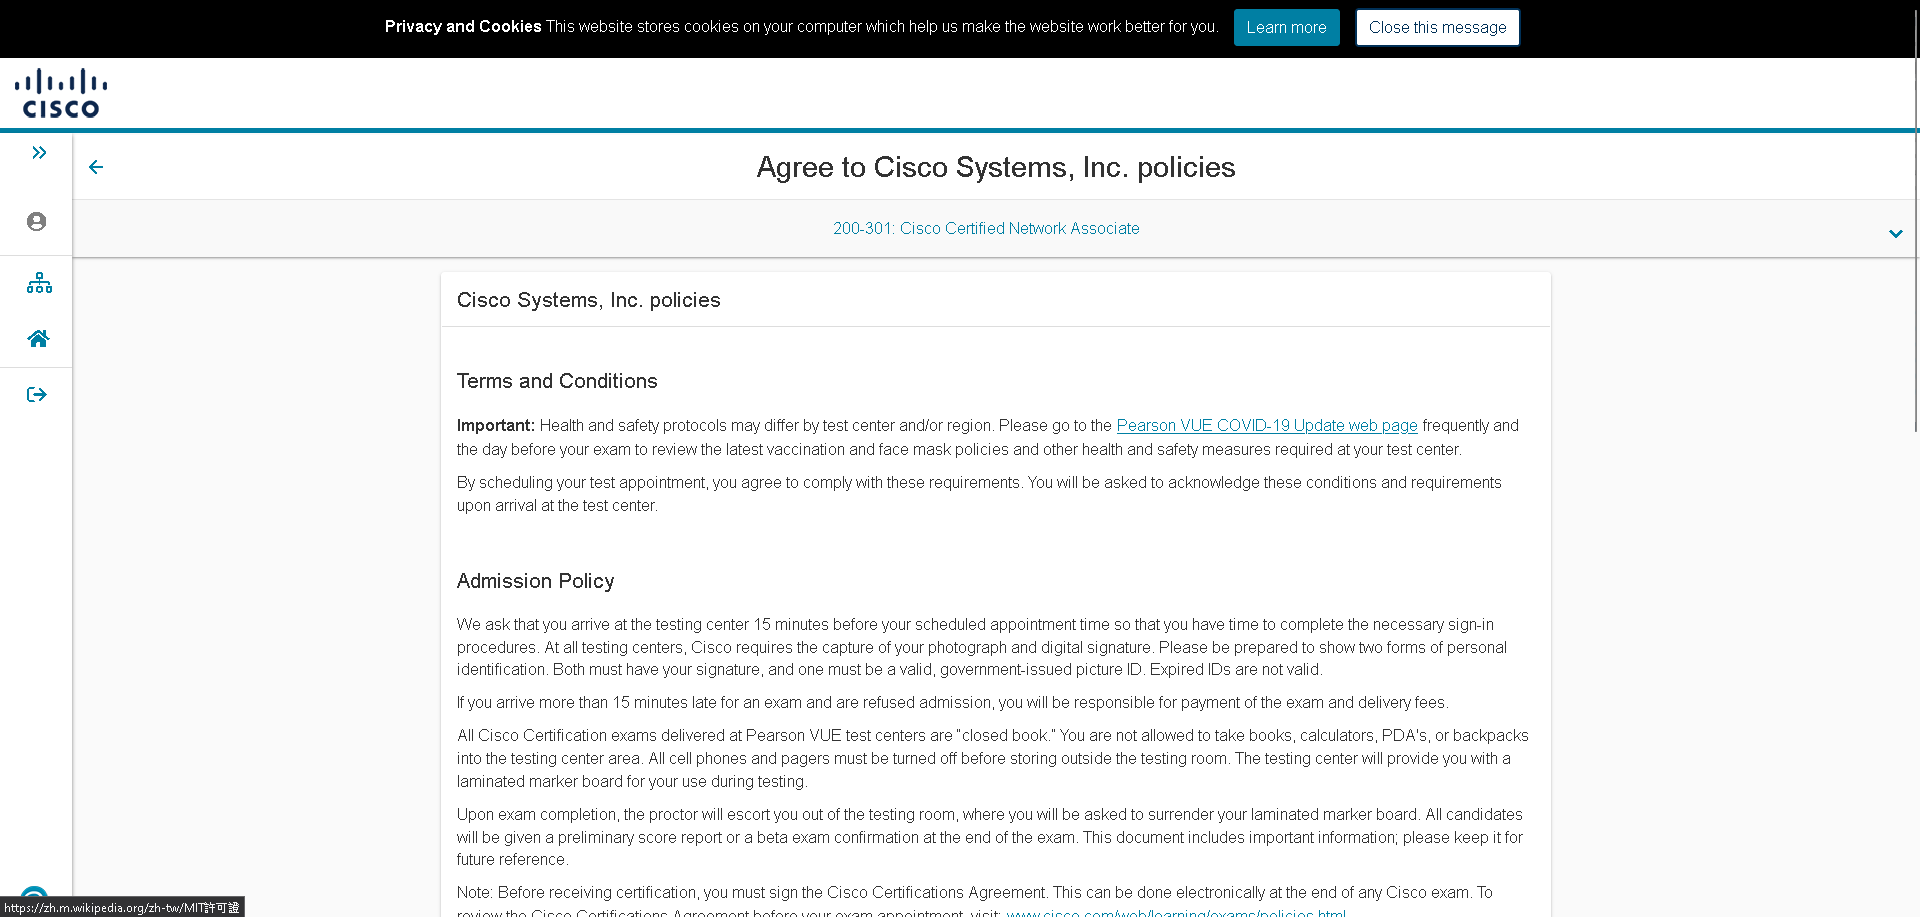 Privacy and Cookies This website stores cookies on your computer which help us make the website work better for you. Learn more Close this message
CISCO
Agree to Cisco Systems, Inc. policies
200-301: Cisco Certified Network Associate
Cisco Systems, Inc. policies
Terms and Conditions
Important: Health and safety protocols may differ by test center and/or region. Please go to the Pearson VUE COVID-19 Update web page frequently and
the day before your exam to review the latest vaccination and face mask policies and other health and safety measures required at your test center.
By scheduling your test appointment, you agree to comply with these requirements. You will be asked to acknowledge these conditions and requirements
upon arrival at the test center.
Admission Policy
We ask that you arrive at the testing center 15 minutes before your scheduled appointment time so that you have time to complete the necessary sign-in
procedures. At all testing centers, Cisco requires the capture of your photograph and digital signature. Please be prepared to show two forms of personal
identification. Both must have your signature, and one must be a valid, government-issued picture ID. Expired IDs are not valid.
If you arrive more than 15 minutes late for an exam and are refused admission, you will be responsible for payment of the exam and delivery fees.
All Cisco Certification exams delivered at Pearson VUE test centers are “closed book.” You are not allowed to take books, calculators, PDA's, or backpacks
into the testing center area. All cell phones and pagers must be turned off before storing outside the testing room. The testing center will provide you with a
laminated marker board for your use during testing.
Upon exam completion, the proctor will escort you out of the testing room, where you will be asked to surrender your laminated marker board. All candidates
will be given a preliminary score report or a beta exam confirmation at the end of the exam. This document includes important information; please keep it for
future reference.
Note: Before receiving certification, you must sign the Cisco Certifications Agreement. This can be done electronically at the end of any Cisco exam. To
review the Cisco Certifications Agreement before your exam appointment, visit: www.cisco.com/web/learning/exams/policies.html
https://zh.m.wikipedia.org/zh-tw/MIT許可證